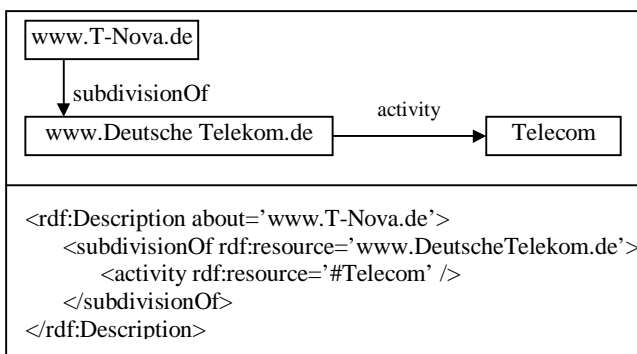 www.T-Nova.de
subdivisionOf
activity
www.Deutsche Telekom.de
Telecom
<rdf:Description about=’www.T-Nova.de’>
<subdivisionOf rdf:resource=’www.DeutscheTelekom.de’>
<activity rdf:resource=’#Telecom’ />
</subdivisionOf>
</rdf:Description>